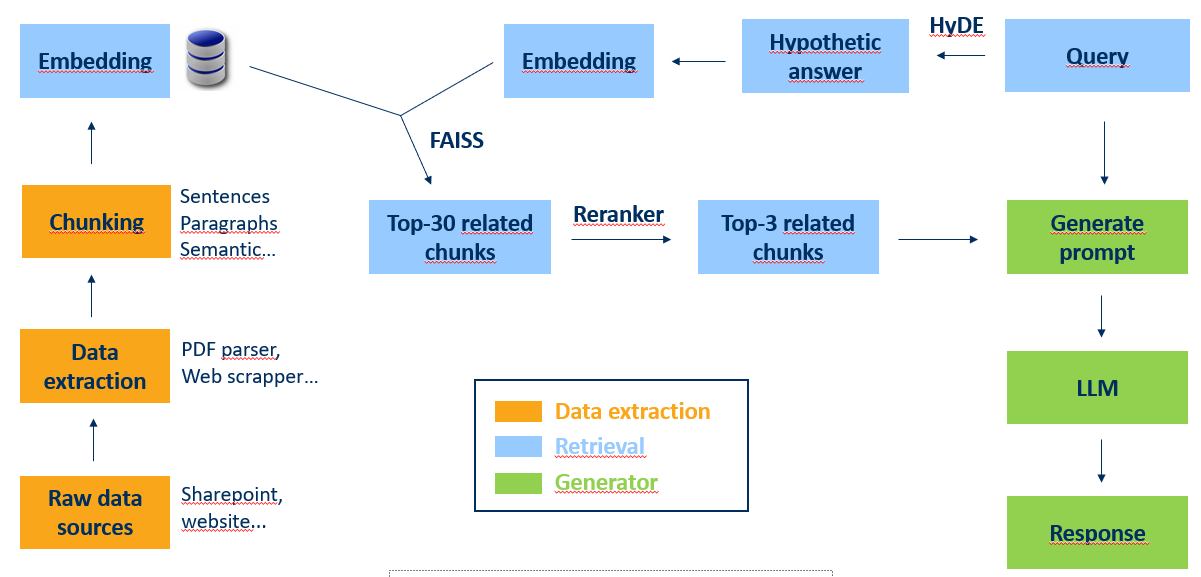 Embedding
Embedding
Hypothetic
answer
HyDE
Query
FAISS
Chunking
Sentences
Paragraphs
Semantic...
Top-30 related
chunks
Reranker
Top-3 related
chunks
Generate
prompt
Data
extraction
PDF parser,
Web scrapper...
LLM
Data extraction
Retrieval
Generator
Raw data
sources
Sharepoint,
website...
Response